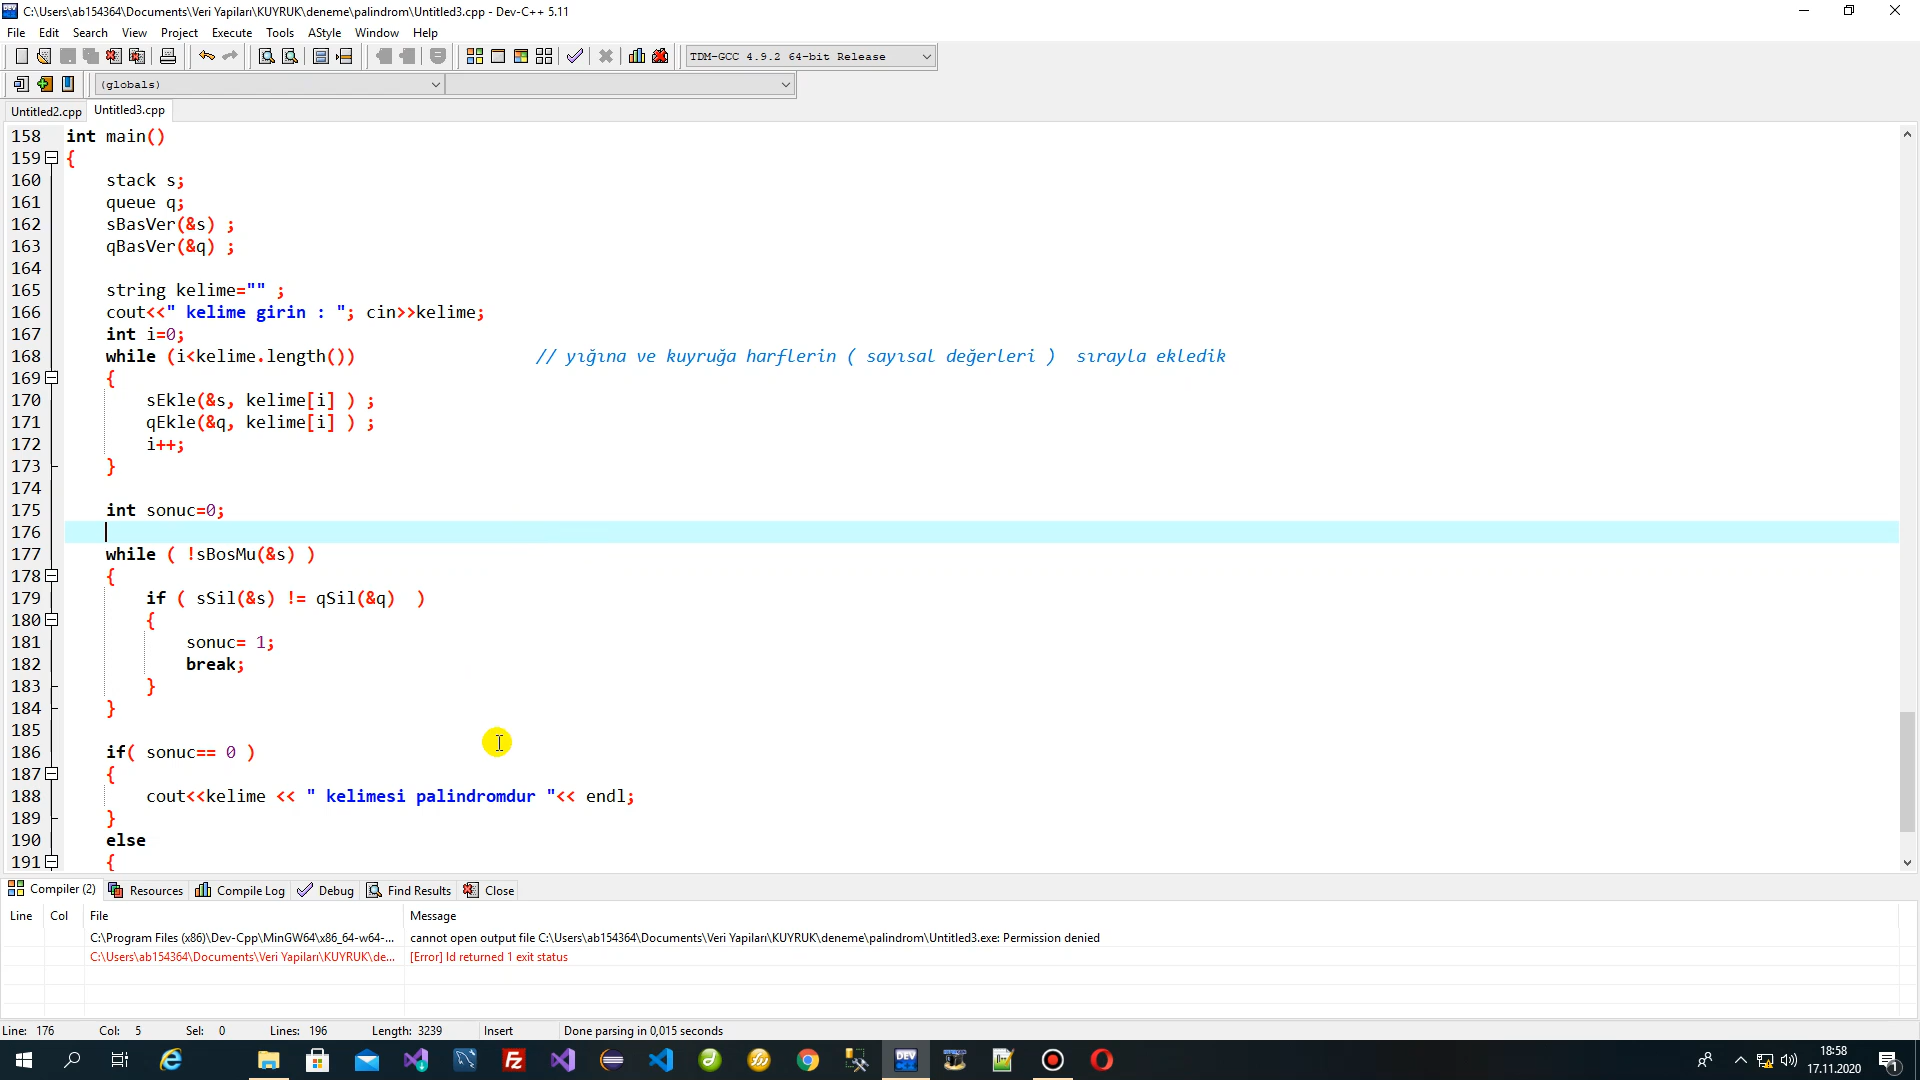 C:\Users\ab154364\Documents\Veri Yapıları\KUYRUK\deneme\palindrom\Untitled3.cpp - Dev-C++ 5.11
File Edit Search View Project Execute Tools AStyle Window Help
TDM-GCC 4.9.2 64-bit Release
(globals)
Untitled2.cpp Untitled3.cpp
158 int main()
159 {
160 stack s;
161 queue q;
162 sBasVer(&s) ;
163 qBasVer(&q) ;
164
165 string kelime="" ;
166 cout<<" kelime girin : "; cin>>kelime;
167 int i=0;
168 while (i<kelime.length()) // yığına ve kuyruğa harflerin ( sayısal değerleri ) sırayla ekledik
169 {
170 sEkle(&s, kelime[i] ) ;
171 qEkle(&q, kelime[i] ) ;
172 i++;
173 }
174
175 int sonuc=0;
176
177 while ( !sBosMu(&s) )
178 {
179 if ( sSil(&s) != qSil(&q) )
180 {
181 sonuc= 1;
182 break;
183 }
184 }
185
186 if( sonuc== 0 )
187 {
188 cout<<kelime << " kelimesi palindromdur "<< endl;
189 }
190 else
191 {
Compiler (2) Resources Compile Log Debug Find Results Close
Line Col File Message
C:\Program Files (x86)\Dev-Cpp\MinGW64\x86_64-w64-... cannot open output file C:\Users\ab154364\Documents\Veri Yapıları\KUYRUK\deneme\palindrom\Untitled3.exe: Permission denied
C:\Users\ab154364\Documents\Veri Yapıları\KUYRUK\de... [Error] ld returned 1 exit status
Line: 176 Col: 5 Sel: 0 Lines: 196 Length: 3239 Insert Done parsing in 0,015 seconds
DEV
18:58
17.11.2020
1